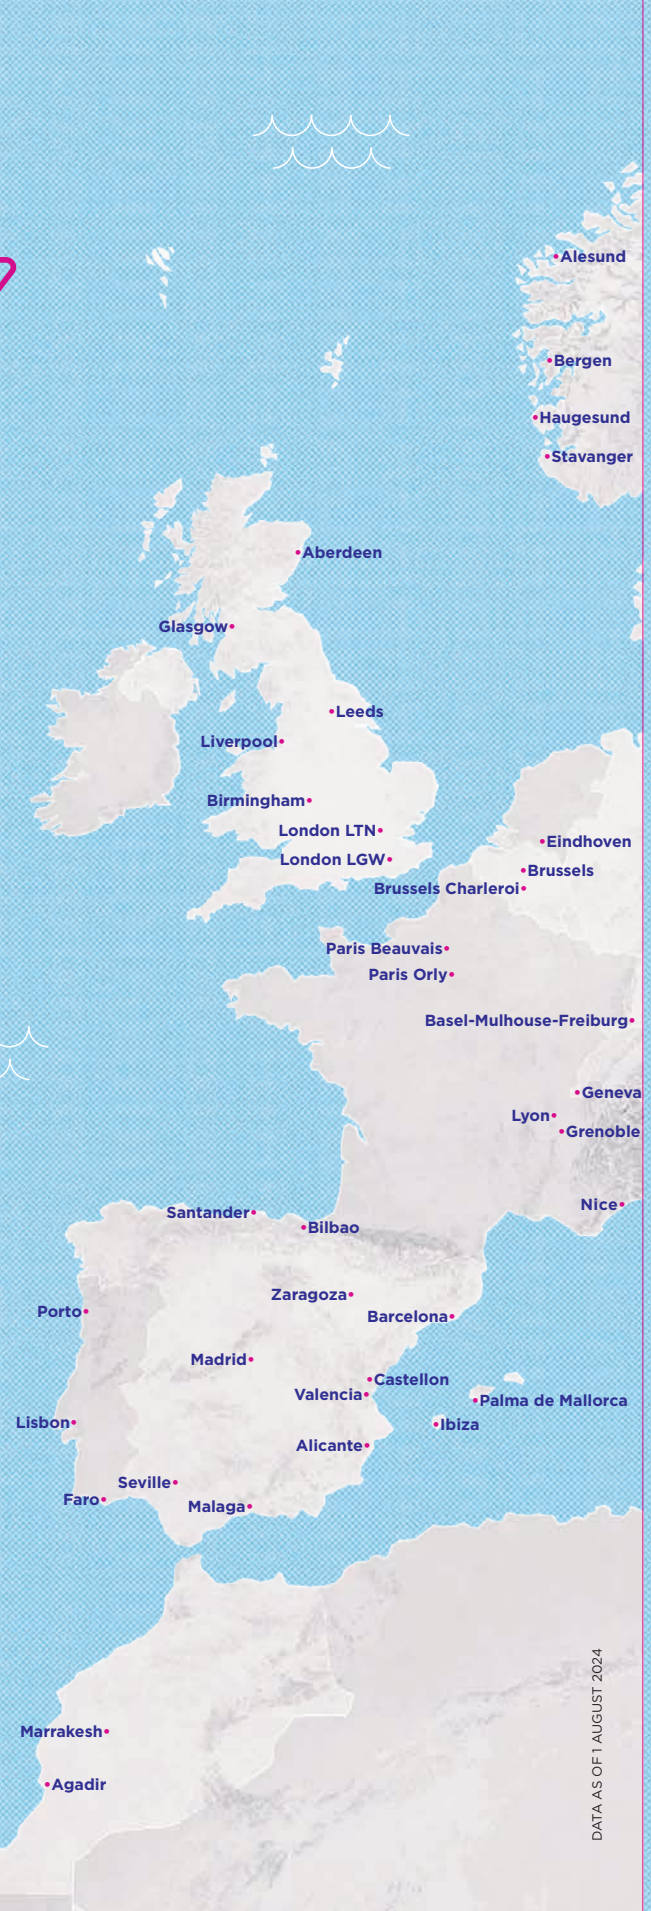 Alesund
Bergen
Haugesund
Stavanger
Aberdeen
Glasgow
Leeds
Liverpool
Birmingham
London LTN
Eindhoven
London LGW
Brussels
Brussels Charleroi
Paris Beauvais
Paris Orly
Basel-Mulhouse-Freiburg
Geneva
Lyon
Grenoble
Nice
Santander
Bilbao
Zaragoza
Porto
Barcelona
Madrid
Castellon
Valencia
Palma de Mallorca
Lisbon
Ibiza
Alicante
Seville
Faro
Malaga
Marrakesh
Agadir
DATA AS OF 1 AUGUST 2024